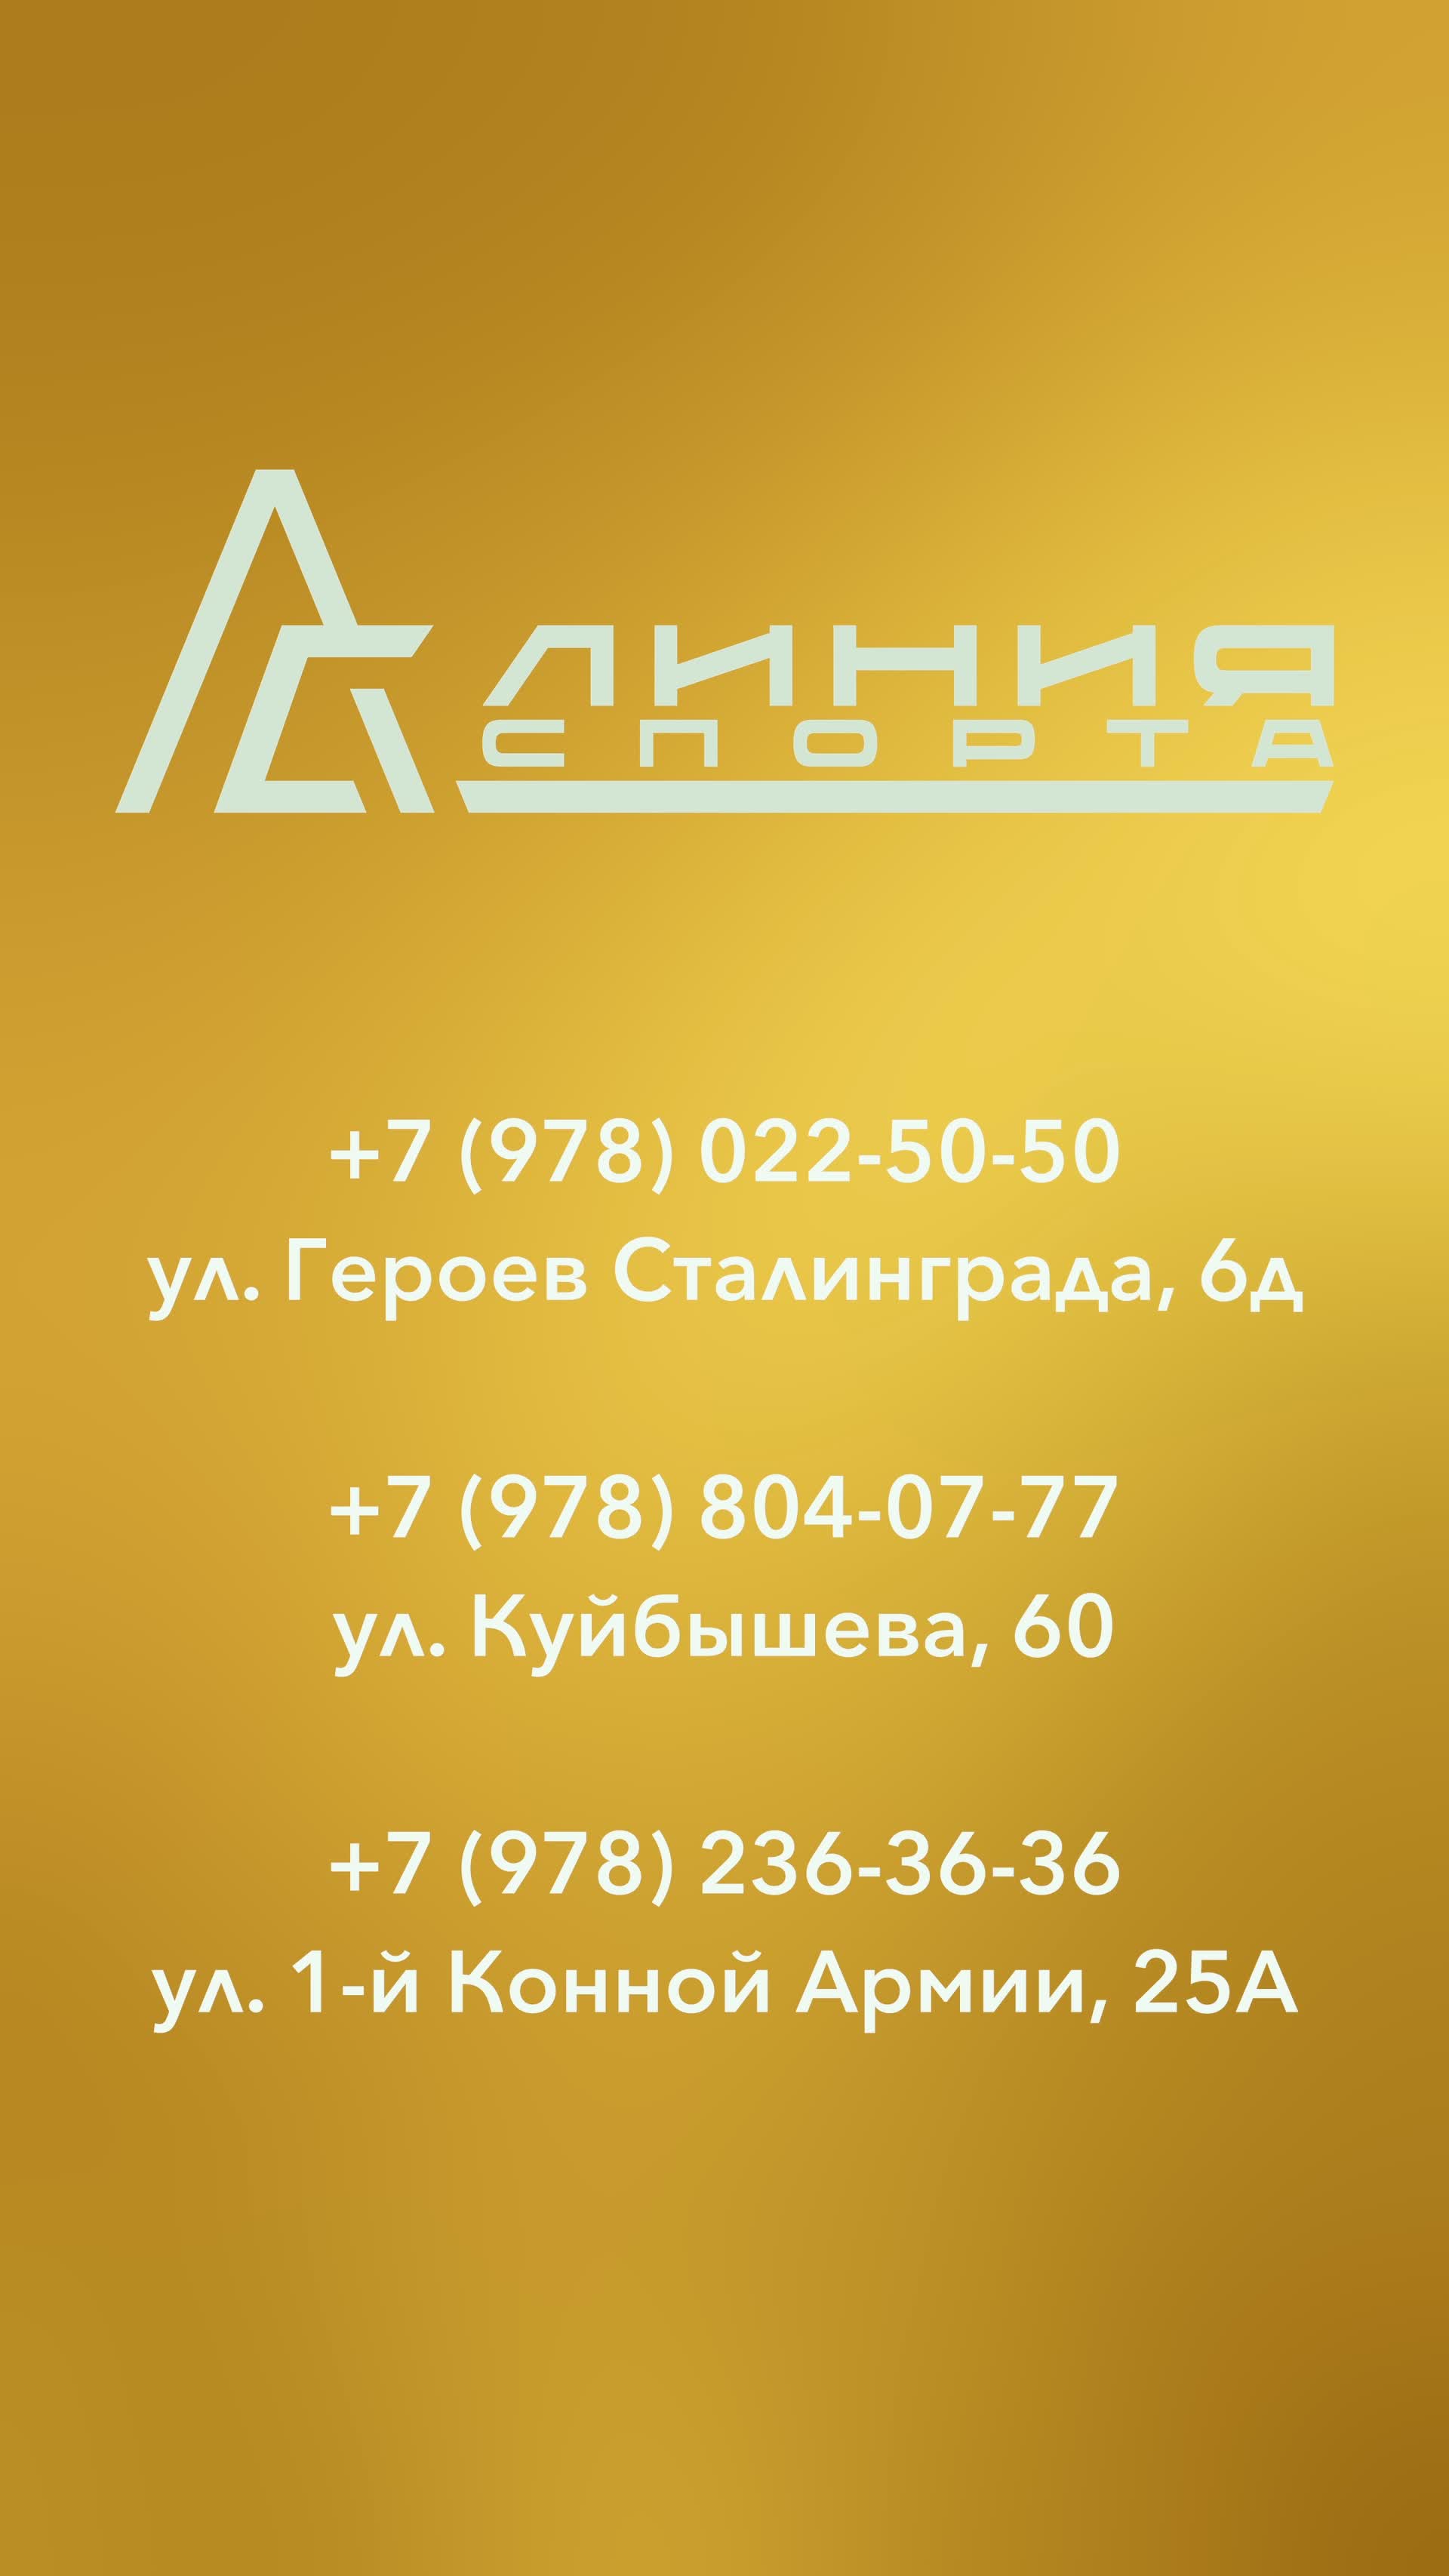 ЛС ЛИНИЯ
СПОРТА
+7 (978) 022-50-50
ул. Героев Сталинграда, 6д
+7 (978) 804-07-77
ул. Куйбышева, 60
+7 (978) 236-36-36
ул. 1-й Конной Армии, 25А